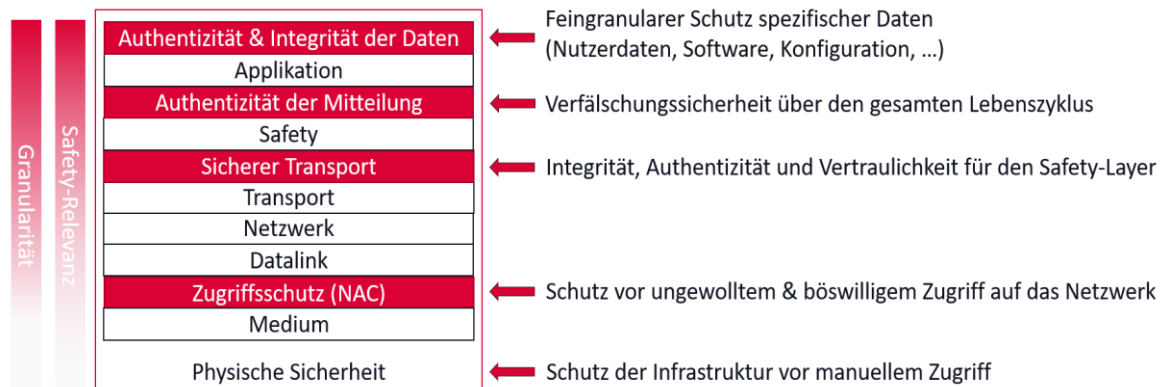 Granularität
Safety-Relevanz
Authentizität & Integrität der Daten
Applikation
Authentizität der Mitteilung
Safety
Sicherer Transport
Transport
Netzwerk
Datalink
Zugriffsschutz (NAC)
Medium
Physische Sicherheit
Feingranularer Schutz spezifischer Daten
(Nutzerdaten, Software, Konfiguration, ...)
Verfälschungssicherheit über den gesamten Lebenszyklus
Integrität, Authentizität und Vertraulichkeit für den Safety-Layer
Schutz vor ungewolltem & böswilligem Zugriff auf das Netzwerk
Schutz der Infrastruktur vor manuellem Zugriff